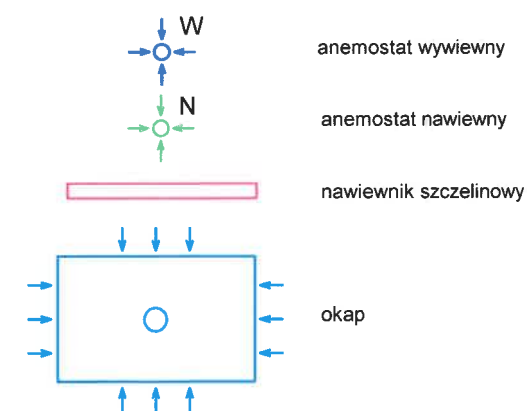 W
anemostat wywiewny
N
anemostat nawiewny
nawiewnik szczelinowy
okap